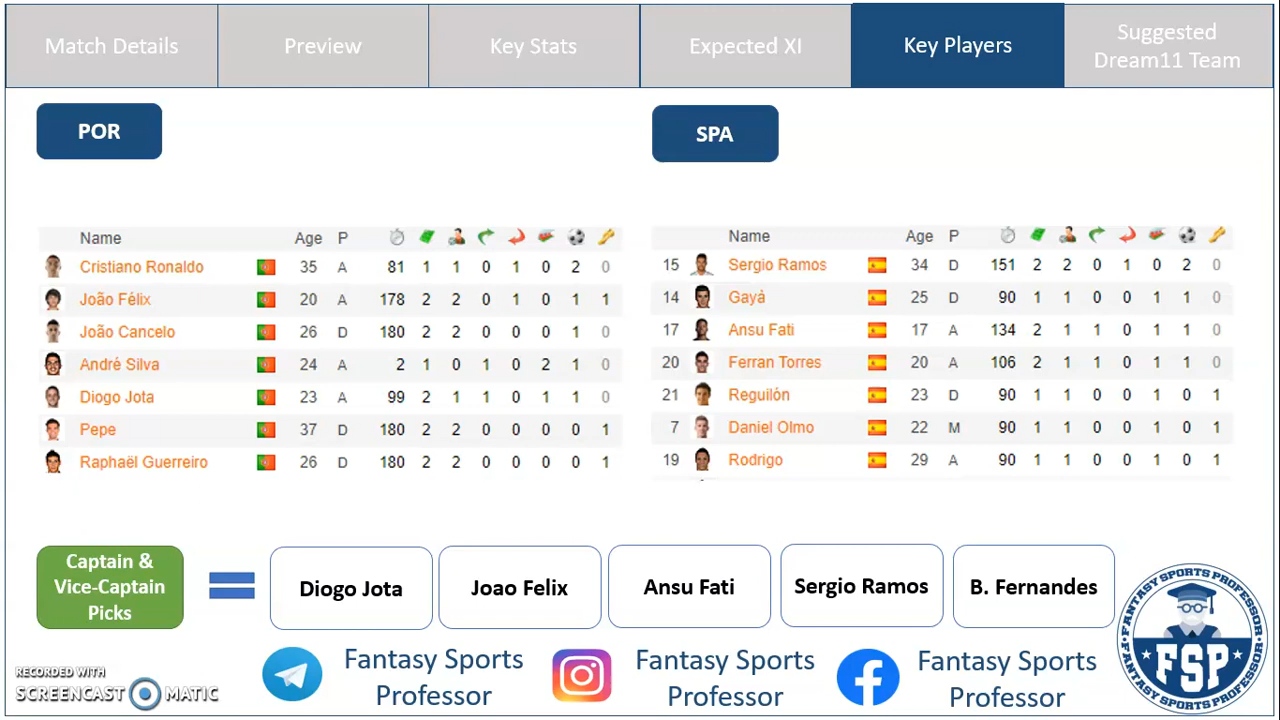 Match Details
Preview
Key Stats
Expected XI
Key Players
Suggested
Dream11 Team
POR
SPA
Name Age P
Cristiano Ronaldo 35 A 81 1 1 0 1 0 2 0
João Félix 20 A 178 2 2 0 1 0 1 1
João Cancelo 26 D 180 2 2 0 0 0 1 0
André Silva 24 A 2 1 0 1 0 2 1 0
Diogo Jota 23 A 99 2 1 1 0 1 1 0
Pepe 37 D 180 2 2 0 0 0 0 1
Raphaël Guerreiro 26 D 180 2 2 0 0 0 0 1
Name Age P
15 Sergio Ramos 34 D 151 2 2 0 1 0 2 0
14 Gayà 25 D 90 1 1 0 0 1 1 0
17 Ansu Fati 17 A 134 2 1 1 0 1 1 0
20 Ferran Torres 20 A 106 2 1 1 0 1 1 0
21 Reguilón 23 D 90 1 1 0 0 1 0 1
7 Daniel Olmo 22 M 90 1 1 0 0 1 0 1
19 Rodrigo 29 A 90 1 1 0 0 1 0 1
Captain &
Vice-Captain
Picks
Diogo Jota
Joao Felix
Ansu Fati
Sergio Ramos
B. Fernandes
Fantasy Sports
Professor
Fantasy Sports
Professor
Fantasy Sports
Professor
FANTASY SPORTS PROFESSOR
FANTASY SPORTS PROFESSOR
FSP
RECORDED WITH
SCREENCAST MATIC